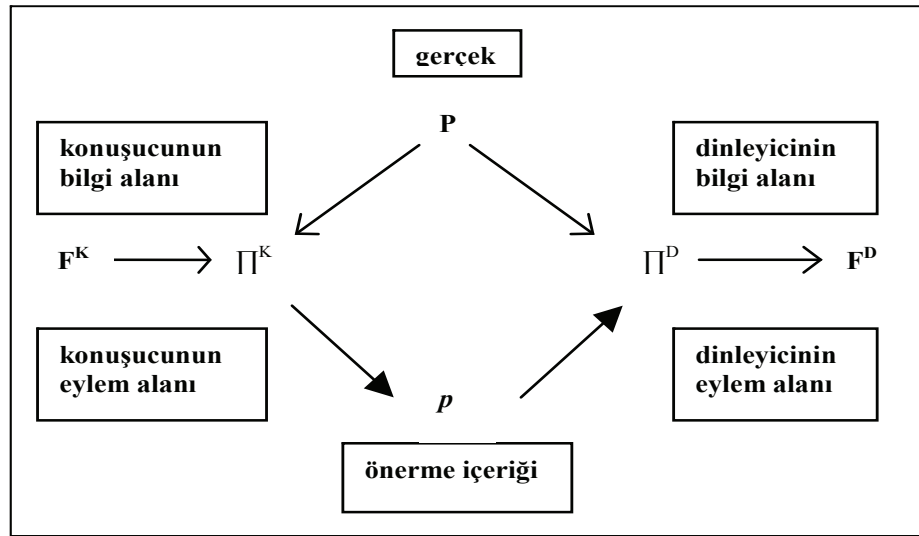 gerçek
P
konuşucunun
bilgi alanı
dinleyicinin
bilgi alanı
F^K ∏^K ∏^D F^D
konuşucunun
eylem alanı
dinleyicinin
eylem alanı
p
önerme içeriği